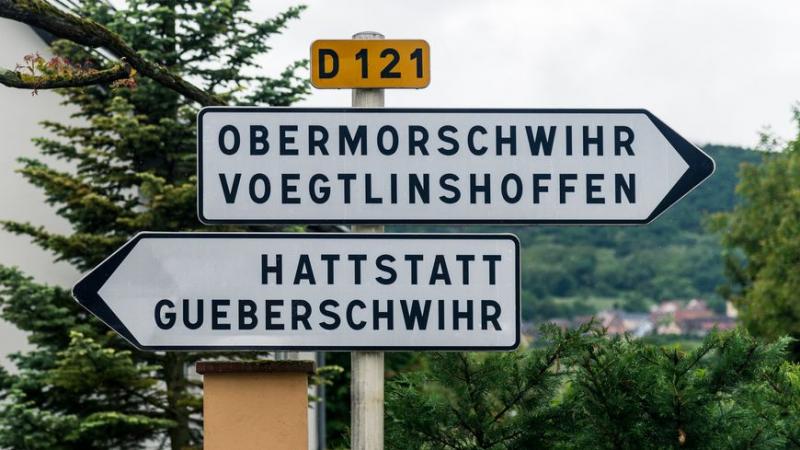 D 121
OBERMORSCHWIHR
VOEGTLINSHOFFEN
HATTSTATT
GUEBERSCHWIHR